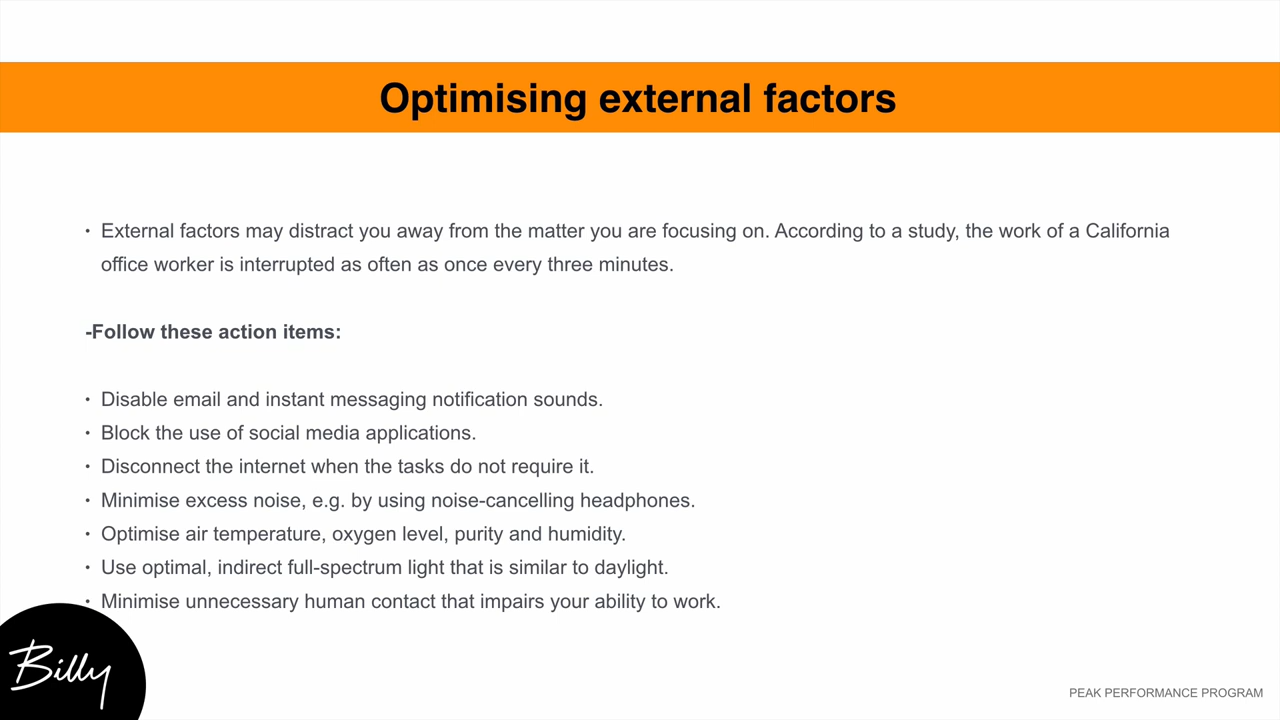 Optimising external factors
• External factors may distract you away from the matter you are focusing on. According to a study, the work of a California
office worker is interrupted as often as once every three minutes.
-Follow these action items:
• Disable email and instant messaging notification sounds.
• Block the use of social media applications.
• Disconnect the internet when the tasks do not require it.
• Minimise excess noise, e.g. by using noise-cancelling headphones.
• Optimise air temperature, oxygen level, purity and humidity.
• Use optimal, indirect full-spectrum light that is similar to daylight.
• Minimise unnecessary human contact that impairs your ability to work.
Billy
PEAK PERFORMANCE PROGRAM